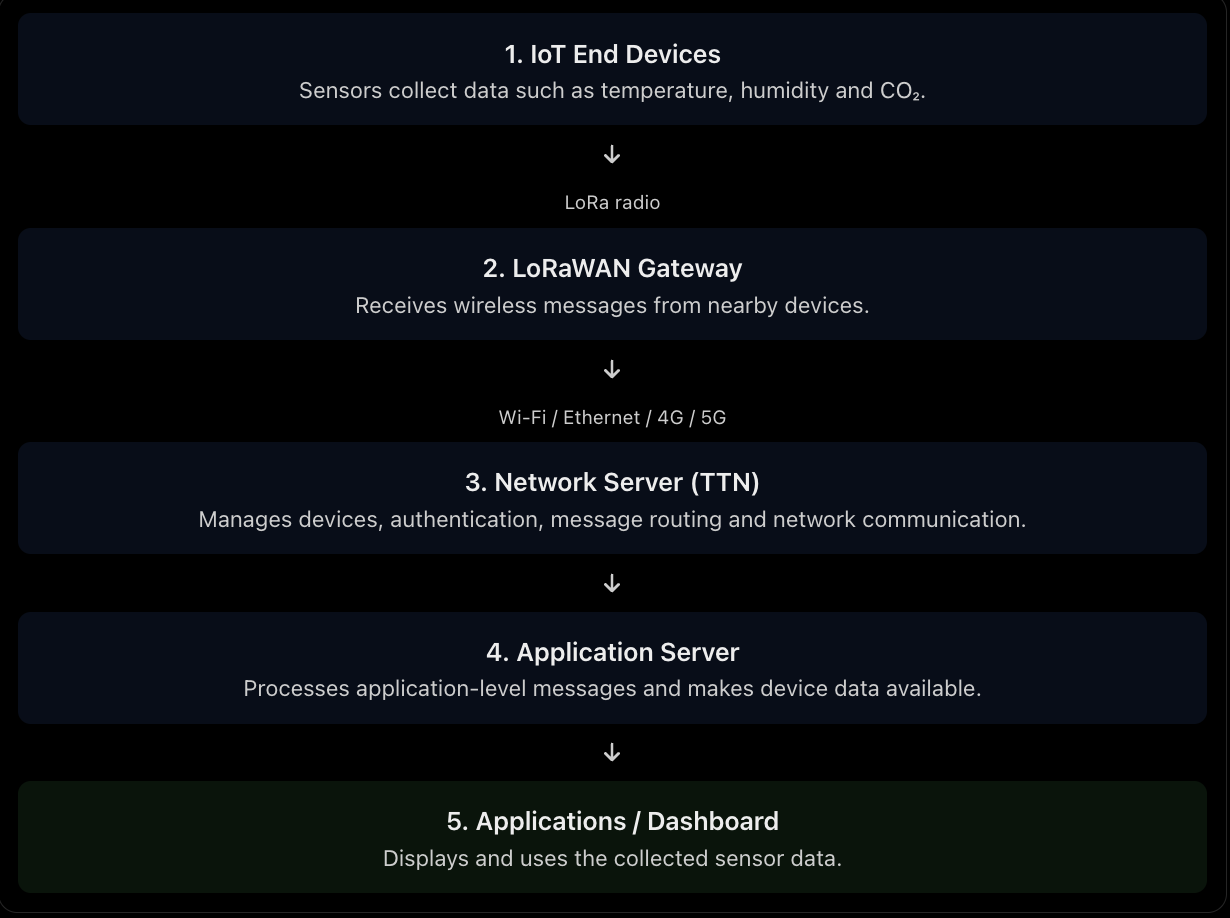 1. IoT End Devices
Sensors collect data such as temperature, humidity and CO₂.
↓
LoRa radio
2. LoRaWAN Gateway
Receives wireless messages from nearby devices.
↓
Wi-Fi / Ethernet / 4G / 5G
3. Network Server (TTN)
Manages devices, authentication, message routing and network communication.
↓
4. Application Server
Processes application-level messages and makes device data available.
↓
5. Applications / Dashboard
Displays and uses the collected sensor data.